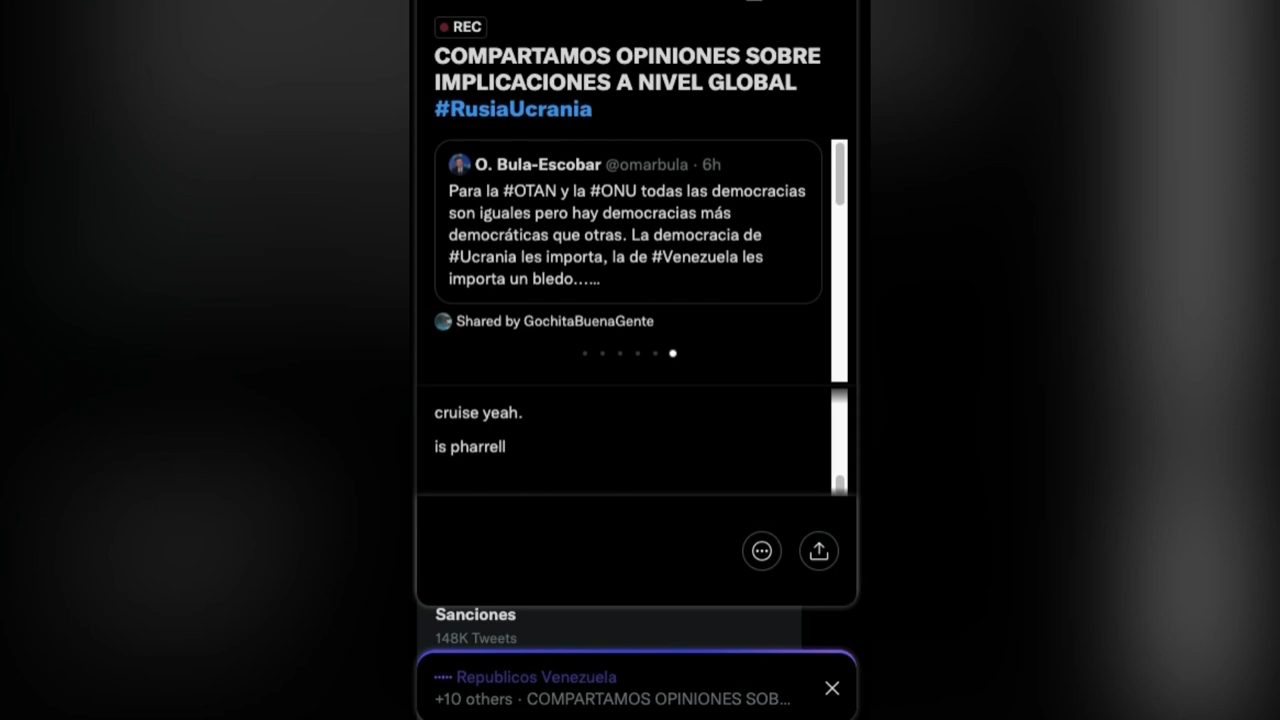 REC
COMPARTAMOS OPINIONES SOBRE
IMPLICACIONES A NIVEL GLOBAL
#RusiaUcrania
O. Bula-Escobar @omarbula · 6h
Para la #OTAN y la #ONU todas las democracias
son iguales pero hay democracias más
democráticas que otras. La democracia de
#Ucrania les importa, la de #Venezuela les
importa un bledo......
Shared by GochitaBuenaGente
cruise yeah.
is pharrell
Sanciones
148K Tweets
Republicos Venezuela
+10 others · COMPARTAMOS OPINIONES SOB...